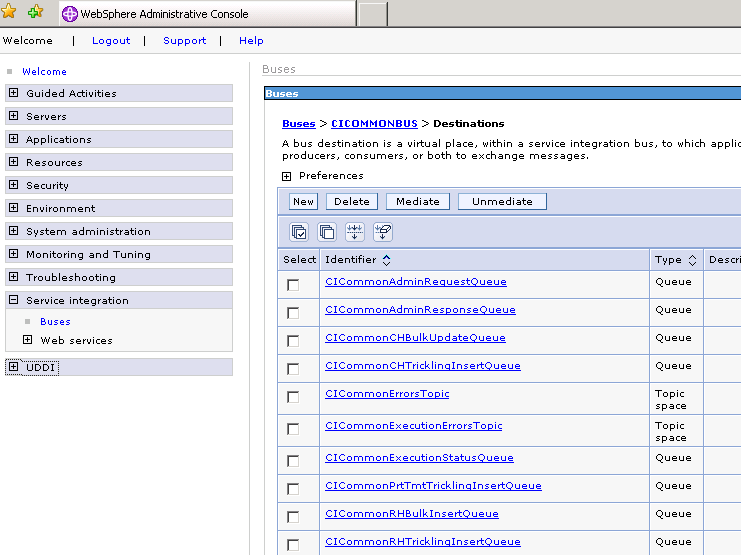 WebSphere Administrative Console
Welcome | Logout | Support | Help
Welcome
Guided Activities
Servers
Applications
Resources
Security
Environment
System administration
Monitoring and Tuning
Troubleshooting
Service integration
Buses
Web services
UDDI
Buses
Buses
Buses > CICOMMONBUS > Destinations
A bus destination is a virtual place, within a service integration bus, to which
producers, consumers, or both to exchange messages.
Preferences
New Delete Mediate Unmediate
Select Identifier Type
CICommonAdminRequestQueue Queue
CICommonAdminResponseQueue Queue
CICommonCHBulkUpdateQueue Queue
CICommonCHTricklingInsertQueue Queue
CICommonErrorsTopic Topic
space
CICommonExecutionErrorsTopic Topic
space
CICommonExecutionStatusQueue Queue
CICommonPrtTmtTricklingInsertQueue Queue
CICommonRHBulkInsertQueue Queue
CICommonRHTricklingInsertQueue Queue